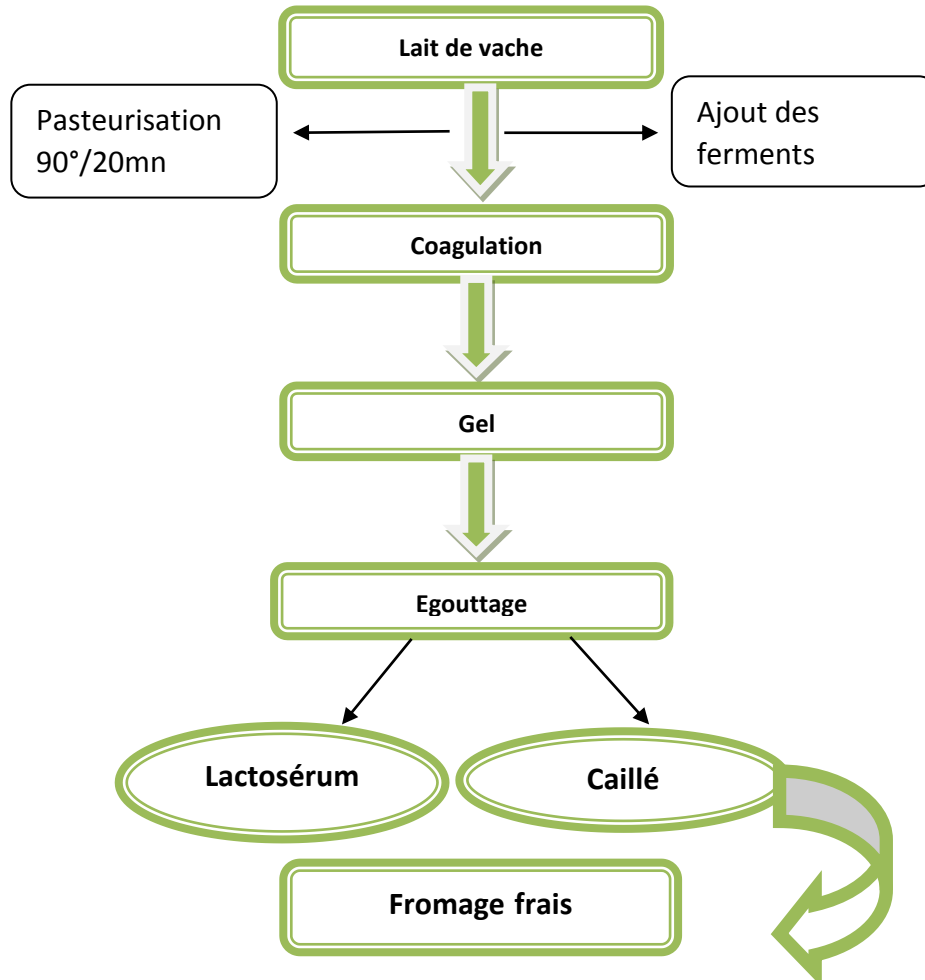 Lait de vache
Pasteurisation
90°/20mn
Ajout des
ferments
Coagulation
Gel
Egouttage
Lactosérum
Caillé
Fromage frais